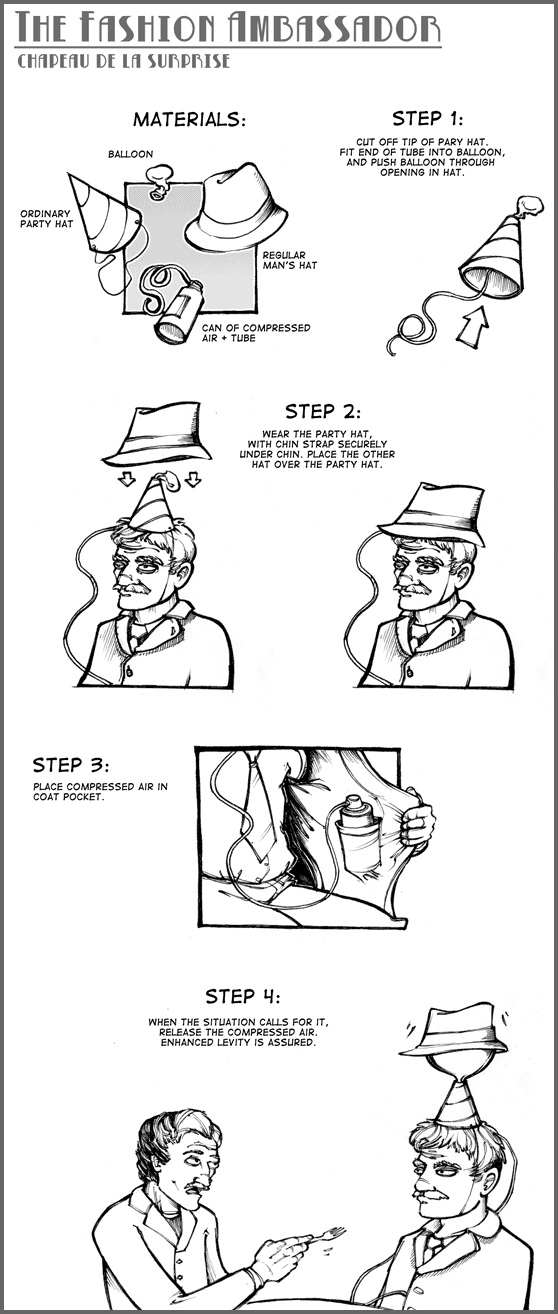 THE FASHION AMBASSADOR
CHAPEAU DE LA SURPRISE
MATERIALS:
BALLOON
ORDINARY
PARTY HAT
REGULAR
MAN'S HAT
CAN OF COMPRESSED
AIR + TUBE
STEP 1:
CUT OFF TIP OF PARY HAT.
FIT END OF TUBE INTO BALLOON,
AND PUSH BALLOON THROUGH
OPENING IN HAT.
STEP 2:
WEAR THE PARTY HAT,
WITH CHIN STRAP SECURELY
UNDER CHIN. PLACE THE OTHER
HAT OVER THE PARTY HAT.
STEP 3:
PLACE COMPRESSED AIR IN
COAT POCKET.
STEP 4:
WHEN THE SITUATION CALLS FOR IT,
RELEASE THE COMPRESSED AIR.
ENHANCED LEVITY IS ASSURED.